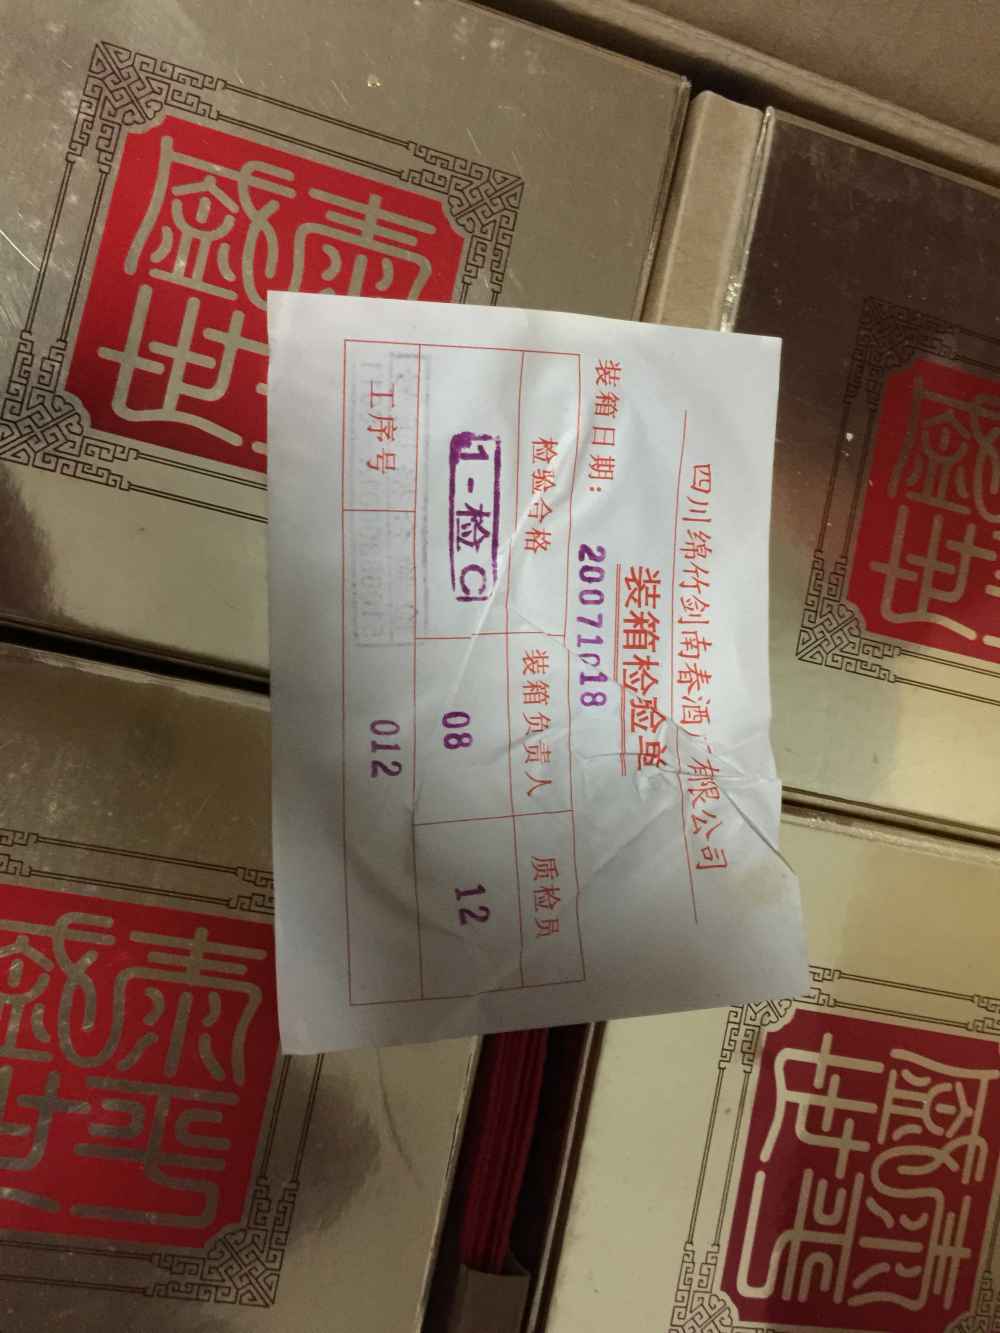 四川绵竹剑南春酒厂有限公司
装箱检验单
装箱日期：20071018
检验合格 装箱负责人 质检员
1-检C 08 12
工序号 012
盛世
泰平